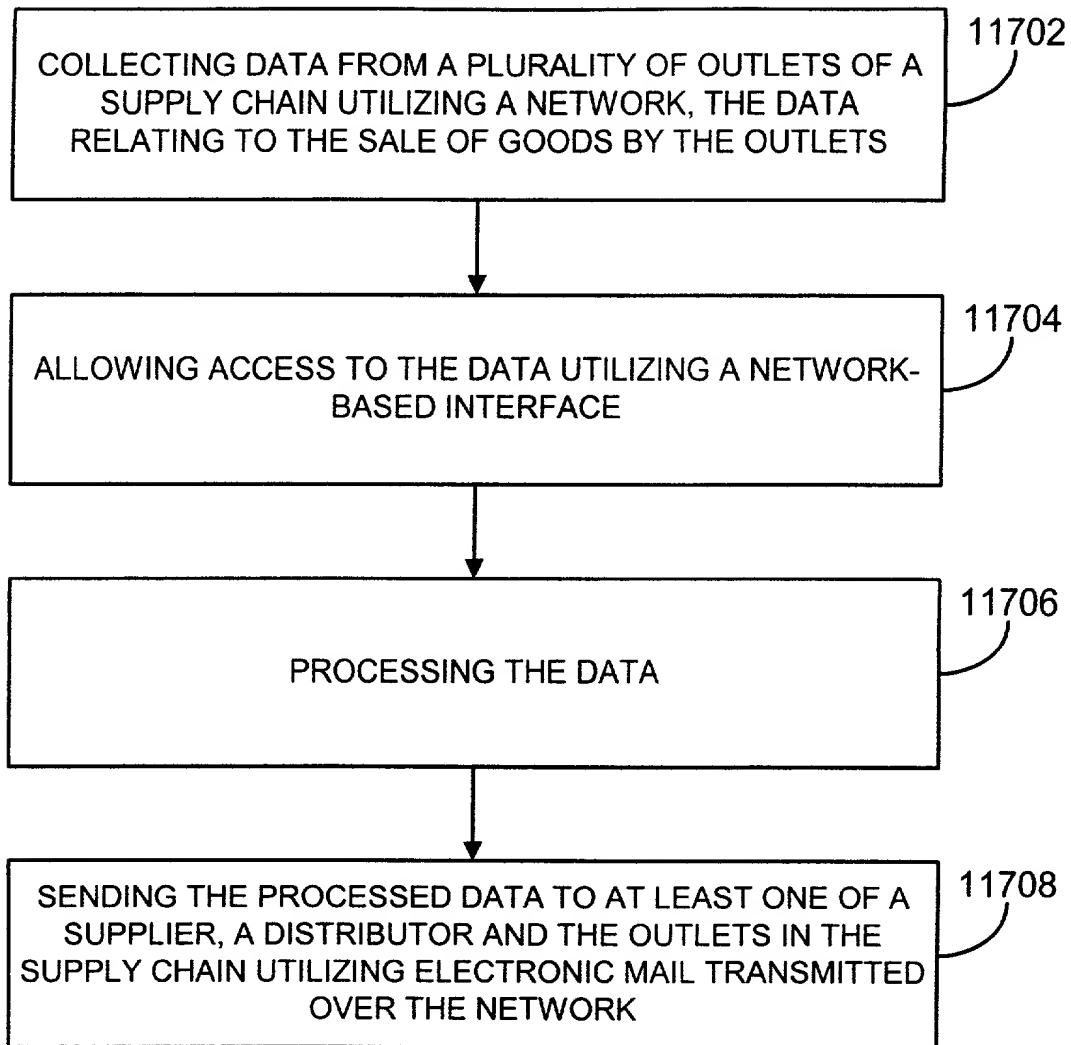 11702
COLLECTING DATA FROM A PLURALITY OF OUTLETS OF A
SUPPLY CHAIN UTILIZING A NETWORK, THE DATA
RELATING TO THE SALE OF GOODS BY THE OUTLETS
11704
ALLOWING ACCESS TO THE DATA UTILIZING A NETWORK-
BASED INTERFACE
11706
PROCESSING THE DATA
11708
SENDING THE PROCESSED DATA TO AT LEAST ONE OF A
SUPPLIER, A DISTRIBUTOR AND THE OUTLETS IN THE
SUPPLY CHAIN UTILIZING ELECTRONIC MAIL TRANSMITTED
OVER THE NETWORK